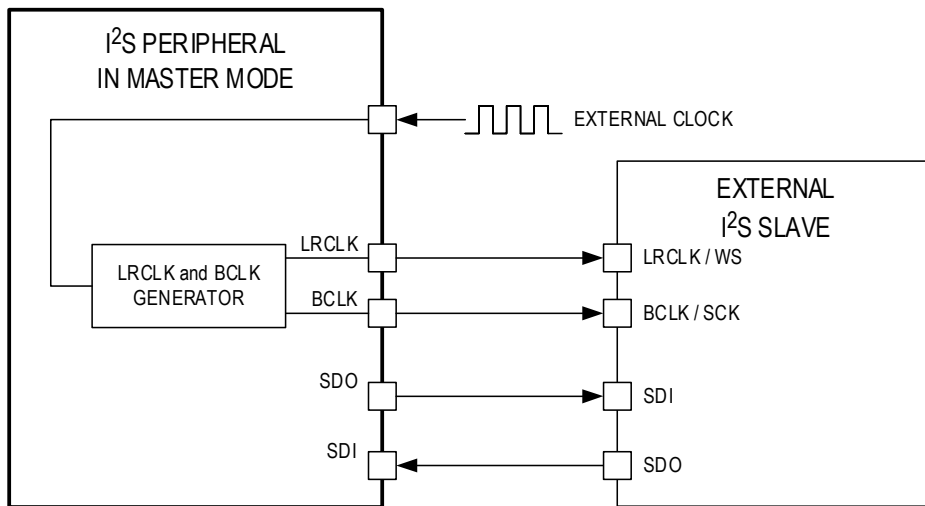 I²S PERIPHERAL
IN MASTER MODE
EXTERNAL CLOCK
EXTERNAL
I²S SLAVE
LRCLK and BCLK
GENERATOR
LRCLK
LRCLK / WS
BCLK
BCLK / SCK
SDO
SDI
SDI
SDO